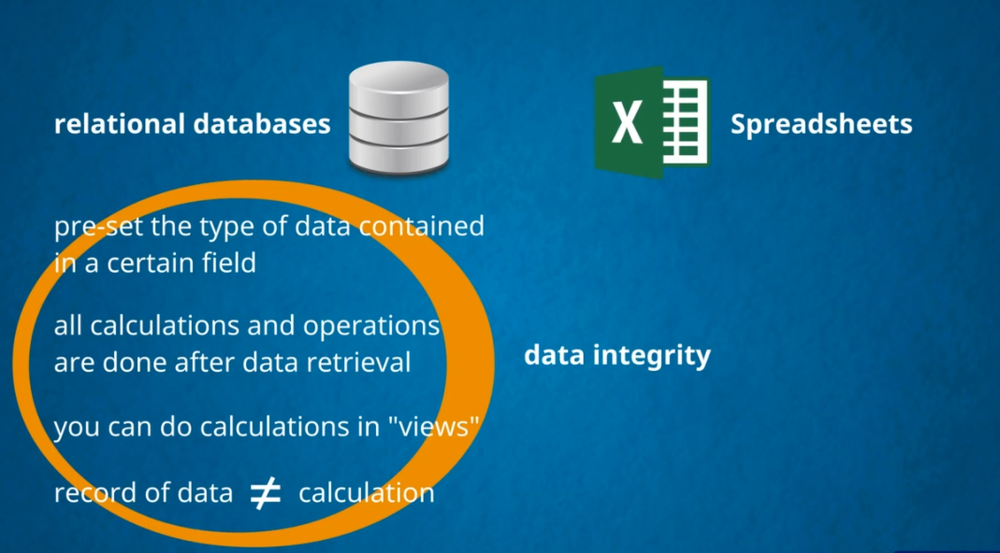 relational databases
X
Spreadsheets
pre-set the type of data contained
in a certain field
all calculations and operations
are done after data retrieval
data integrity
you can do calculations in "views"
record of data ≠ calculation